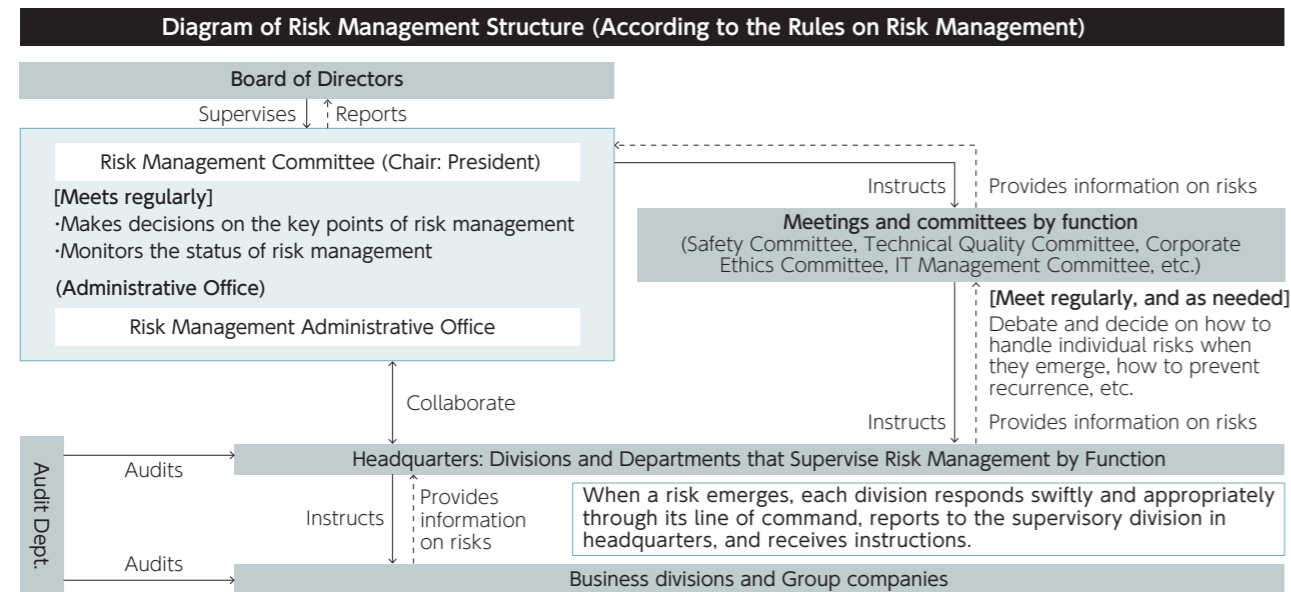 Diagram of Risk Management Structure (According to the Rules on Risk Management)
Board of Directors
Supervises
Reports
Risk Management Committee (Chair: President)
[Meets regularly]
·Makes decisions on the key points of risk management
·Monitors the status of risk management
(Administrative Office)
Risk Management Administrative Office
Instructs
Provides information on risks
Meetings and committees by function
(Safety Committee, Technical Quality Committee, Corporate
Ethics Committee, IT Management Committee, etc.)
[Meet regularly, and as needed]
Debate and decide on how to
handle individual risks when
they emerge, how to prevent
recurrence, etc.
Collaborate
Instructs
Provides information on risks
Audit Dept.
Audits
Headquarters: Divisions and Departments that Supervise Risk Management by Function
Instructs
Provides
information
on risks
When a risk emerges, each division responds swiftly and appropriately
through its line of command, reports to the supervisory division in
headquarters, and receives instructions.
Audits
Business divisions and Group companies